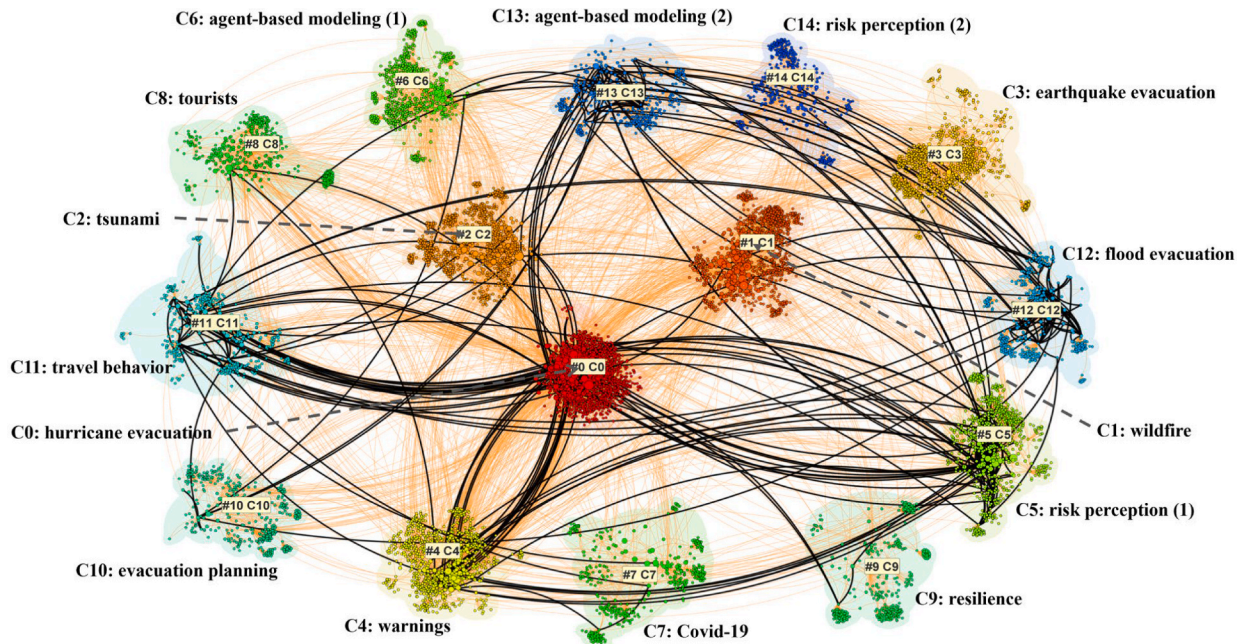 C6: agent-based modeling (1)
C13: agent-based modeling (2)
C14: risk perception (2)
#6 C6
#13 C13
#14 C14
C8: tourists
C3: earthquake evacuation
#8 C8
#3 C3
C2: tsunami
#2 C2
#1 C1
C12: flood evacuation
#11 C11
#12 C12
C11: travel behavior
#0 C0
C0: hurricane evacuation
C1: wildfire
#5 C5
#10 C10
C5: risk perception (1)
#4 C4
#7 C7
#9 C9
C10: evacuation planning
C9: resilience
C4: warnings
C7: Covid-19